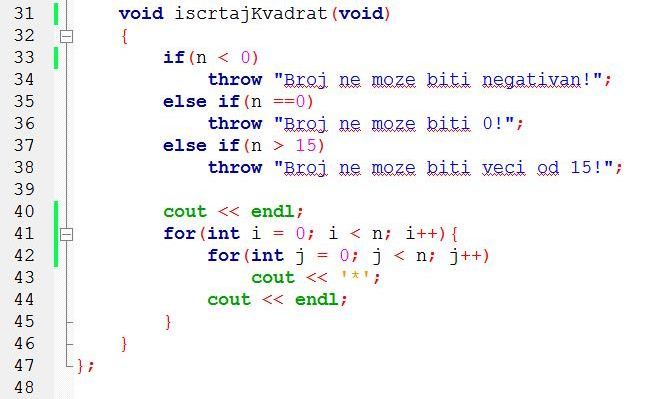 31 void iscrtajKvadrat(void)
32 {
33 if(n < 0)
34 throw "Broj ne moze biti negativan!";
35 else if(n ==0)
36 throw "Broj ne moze biti 0!";
37 else if(n > 15)
38 throw "Broj ne moze biti veci od 15!";
39
40 cout << endl;
41 for(int i = 0; i < n; i++){
42 for(int j = 0; j < n; j++)
43 cout << '*';
44 cout << endl;
45 }
46 }
47 };
48